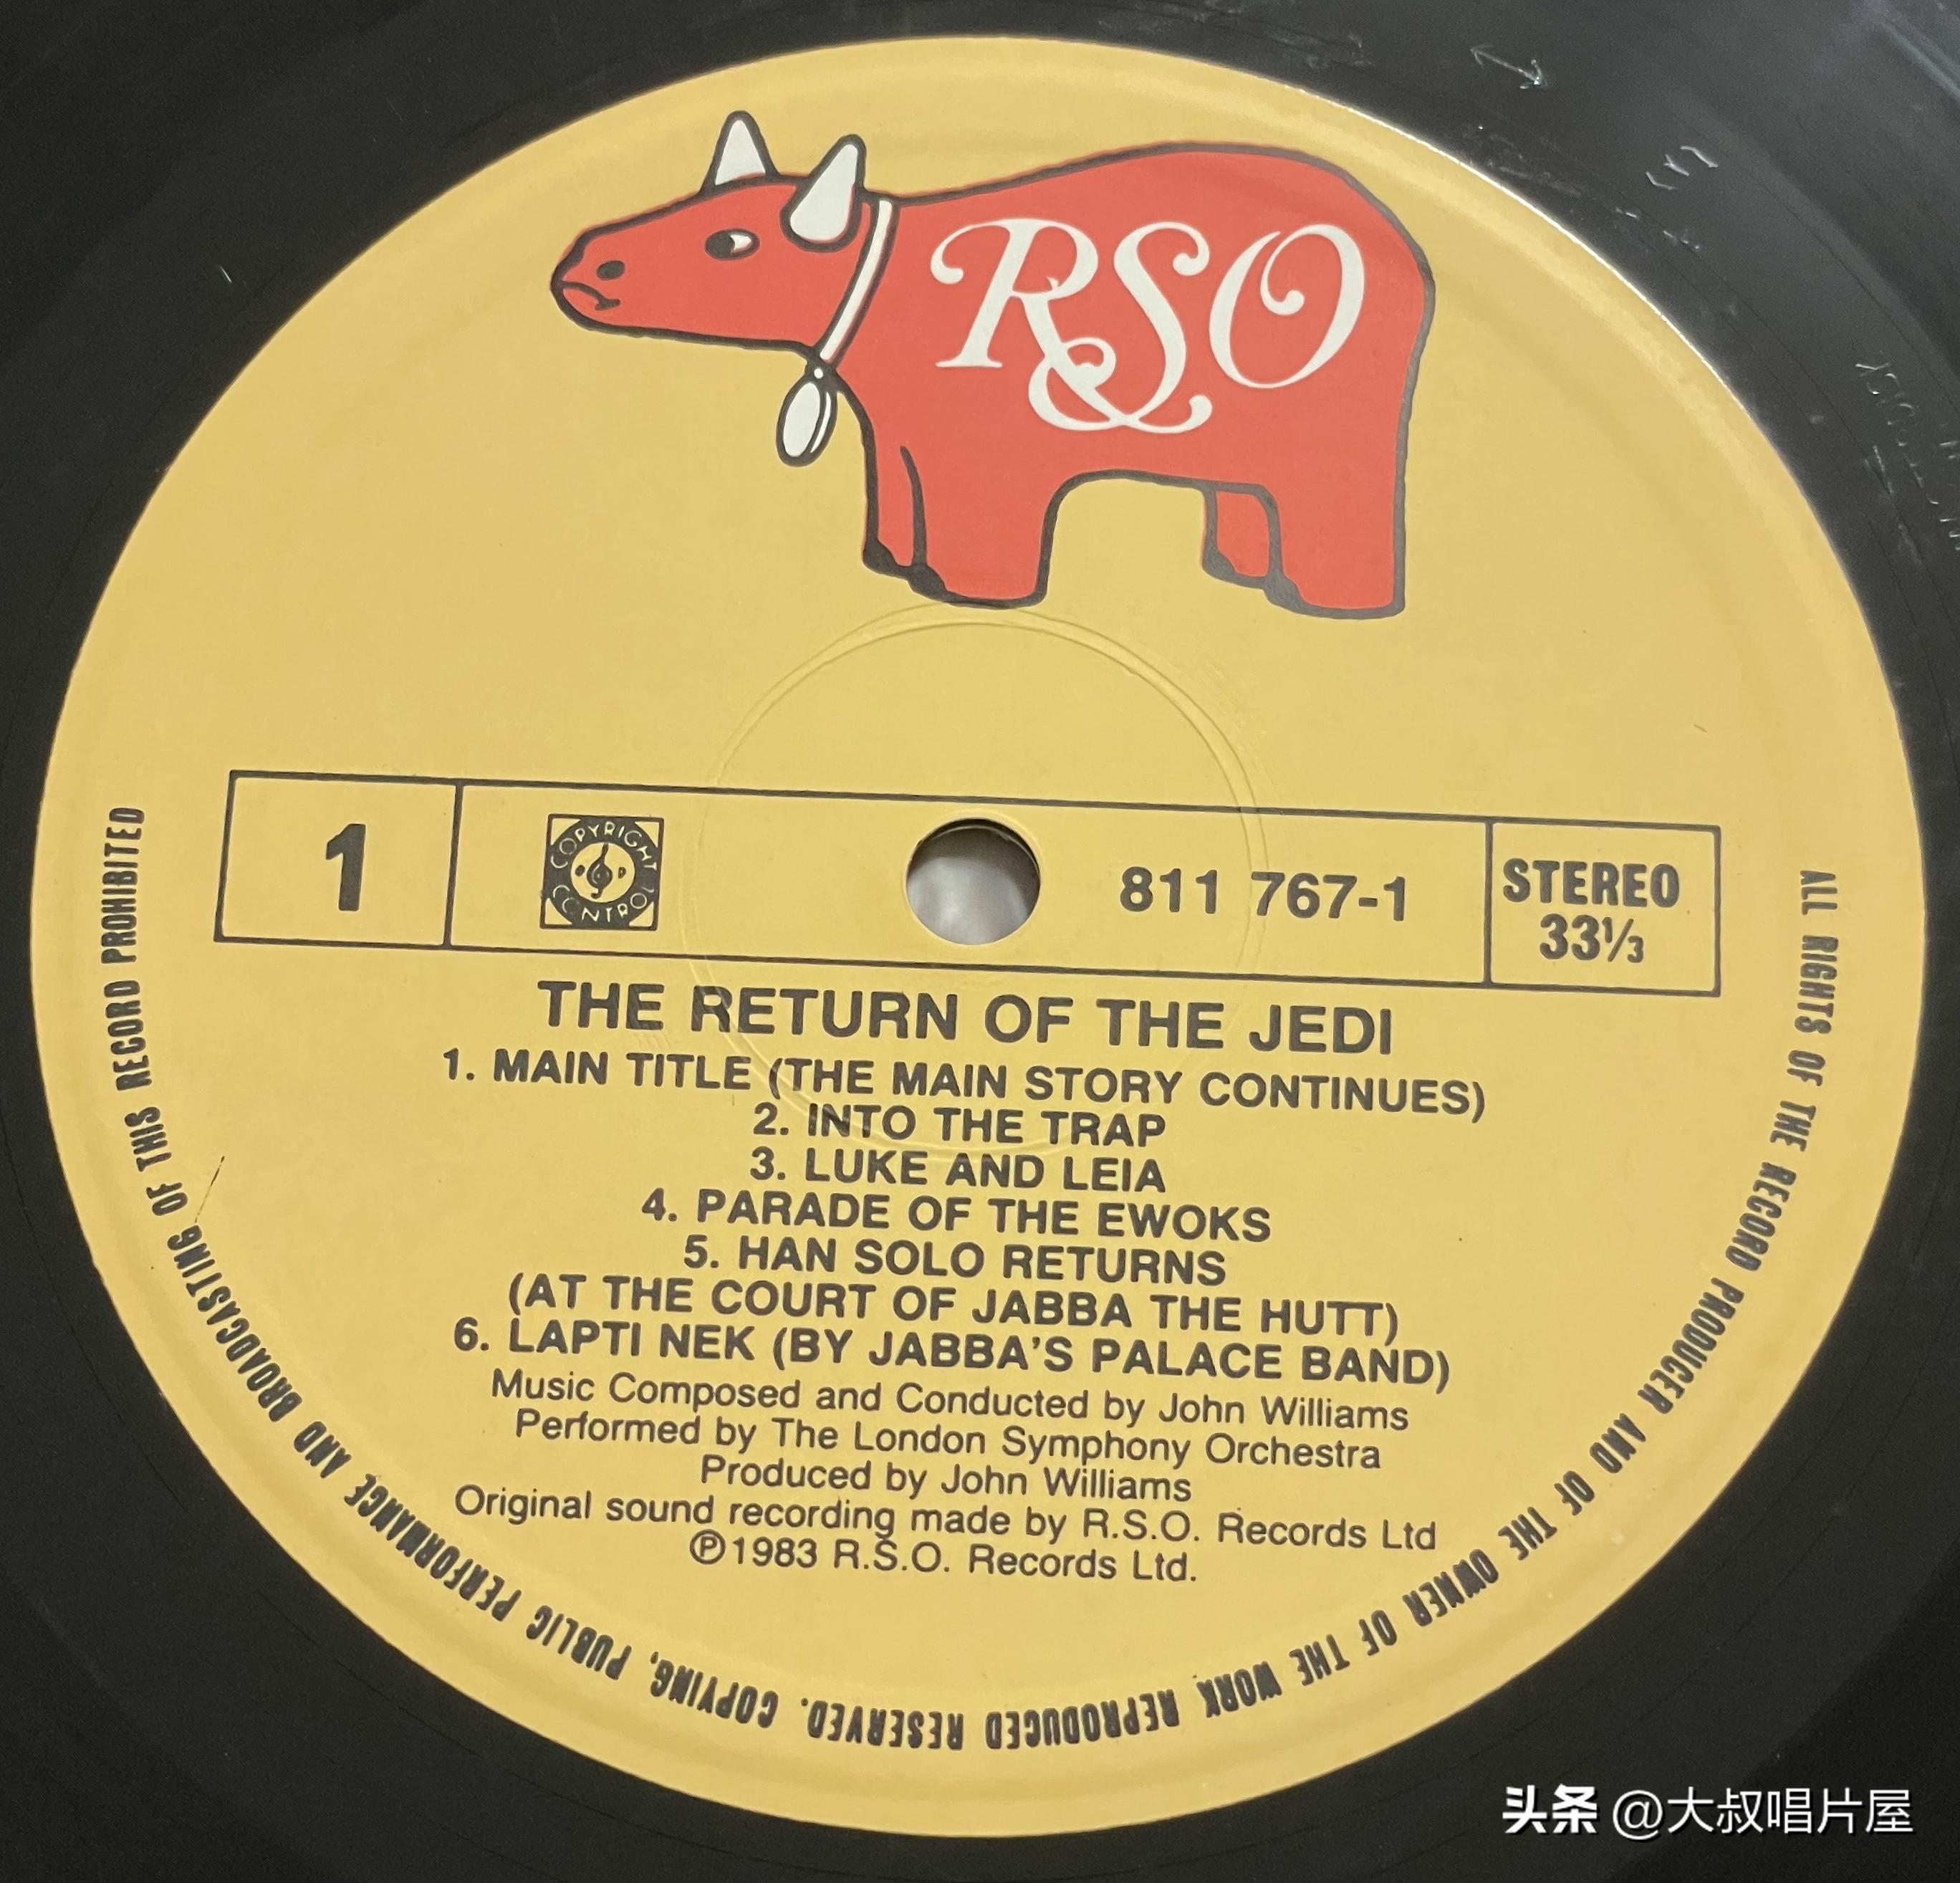 RSO
1
COPYRIGHT CONTROL
811 767-1
STEREO
33⅓
THE RETURN OF THE JEDI
1. MAIN TITLE (THE MAIN STORY CONTINUES)
2. INTO THE TRAP
3. LUKE AND LEIA
4. PARADE OF THE EWOKS
5. HAN SOLO RETURNS
(AT THE COURT OF JABBA THE HUTT)
6. LAPTI NEK (BY JABBA'S PALACE BAND)
Music Composed and Conducted by John Williams
Performed by The London Symphony Orchestra
Produced by John Williams
Original sound recording made by R.S.O. Records Ltd
℗1983 R.S.O. Records Ltd.
ALL RIGHTS OF THE RECORD PRODUCER AND OF THE OWNER OF THE WORK REPRODUCED RESERVED. COPYING, PUBLIC PERFORMANCE AND BROADCASTING OF THIS RECORD PROHIBITED
头条 @大叔唱片屋